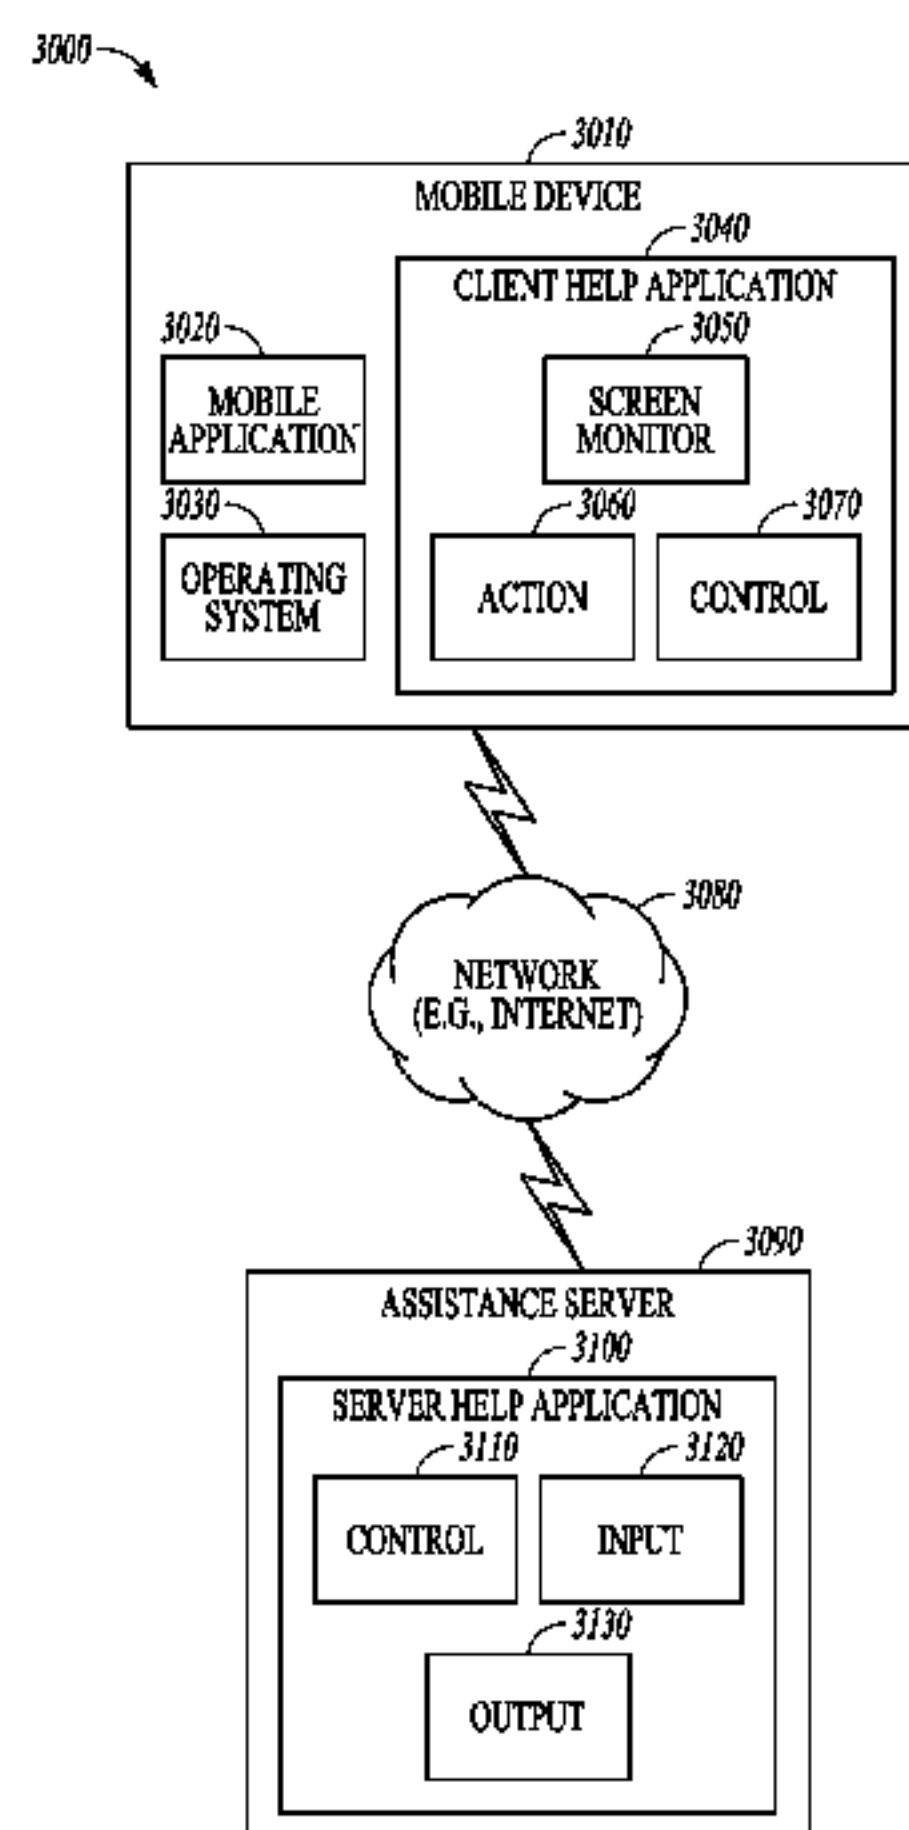 3000
3010
MOBILE DEVICE
3040
CLIENT HELP APPLICATION
3020
3050
MOBILE
APPLICATION
SCREEN
MONITOR
3030
3060
3070
OPERATING
SYSTEM
ACTION
CONTROL
3080
NETWORK
(E.G., INTERNET)
3090
ASSISTANCE SERVER
3100
SERVER HELP APPLICATION
3110
3120
CONTROL
INPUT
3130
OUTPUT